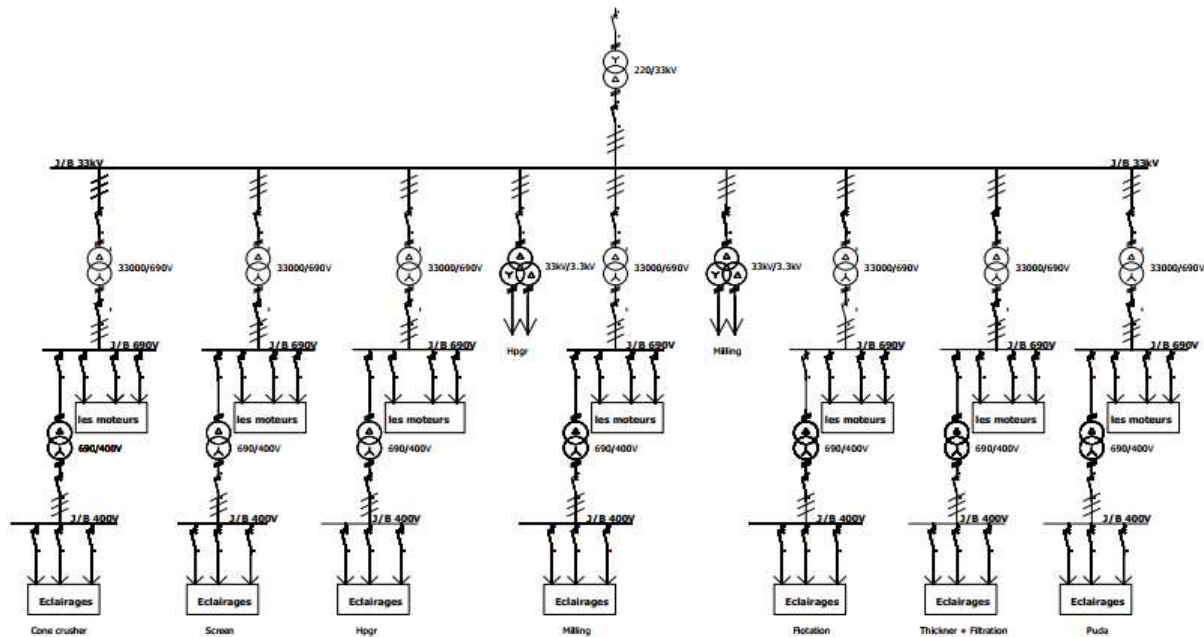 220/33kV
J/B 33kV J/B 33kV
33000/690V 33000/690V 33000/690V 33kV/3.3kV 33000/690V 33kV/3.3kV 33000/690V 33000/690V 33000/690V
J/B 690V J/B 690V J/B 690V J/B 690V J/B 690V J/B 690V J/B 690V
Hpgr Milling
les moteurs les moteurs les moteurs les moteurs les moteurs les moteurs les moteurs
690/400V 690/400V 690/400V 690/400V 690/400V 690/400V 690/400V
J/B 400V J/B 400V J/B 400V J/B 400V J/B 400V J/B 400V J/B 400V
Eclairages Eclairages Eclairages Eclairages Eclairages Eclairages Eclairages
Cone crusher Screen Hpgr Milling Flotation Thickner + Filtration Puda